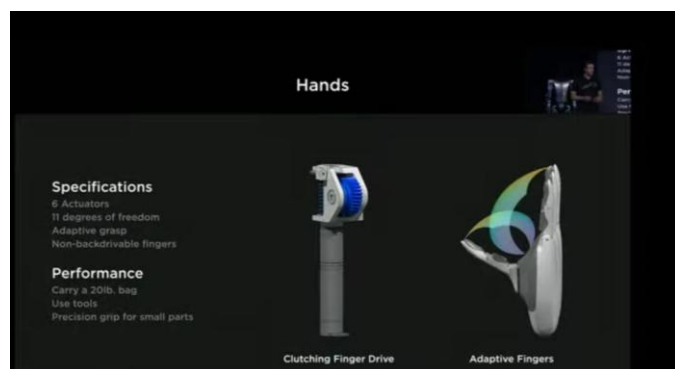 Hands
Specifications
6 Actuators
11 degrees of freedom
Adaptive grasp
Non-backdrivable fingers
Performance
Carry a 20lb. bag
Use tools
Precision grip for small parts
Clutching Finger Drive
Adaptive Fingers